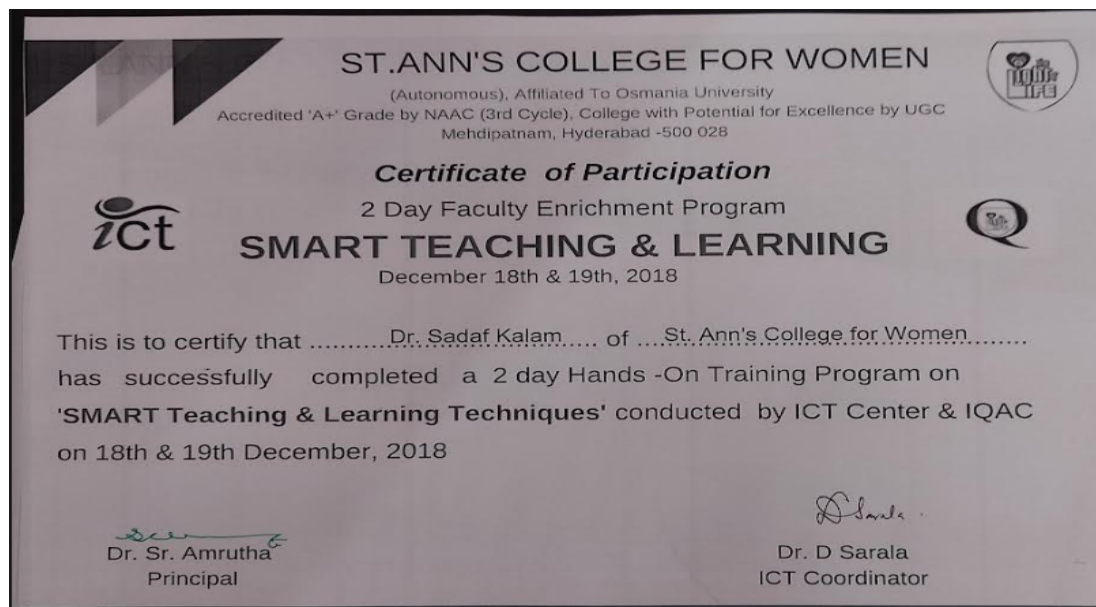 ST.ANN'S COLLEGE FOR WOMEN
(Autonomous), Affiliated To Osmania University
Accredited 'A+' Grade by NAAC (3rd Cycle), College with Potential for Excellence by UGC
Mehdipatnam, Hyderabad -500 028
Certificate of Participation
2 Day Faculty Enrichment Program
ict
SMART TEACHING & LEARNING
December 18th & 19th, 2018
This is to certify that ............Dr. Sadaf Kalam..... of ....St. Ann's College for Women........
has successfully completed a 2 day Hands -On Training Program on
'SMART Teaching & Learning Techniques' conducted by ICT Center & IQAC
on 18th & 19th December, 2018
D Sarala
Dr. Sr. Amrutha
Dr. D Sarala
Principal
ICT Coordinator